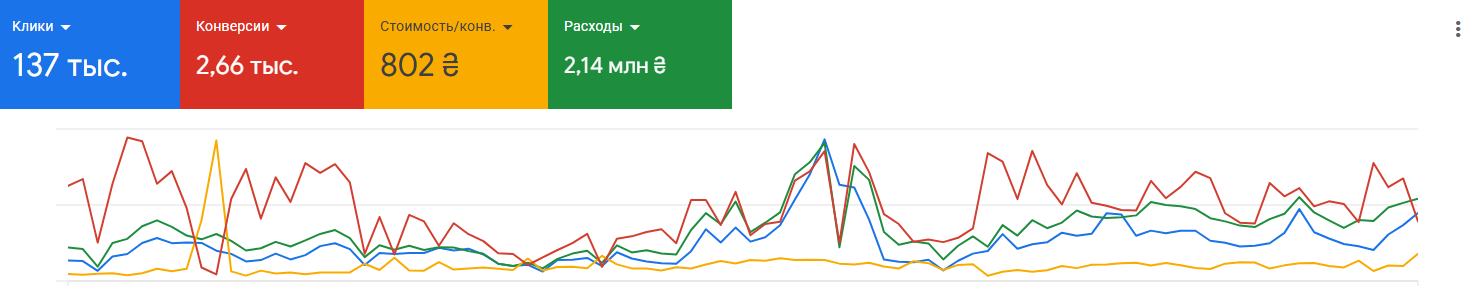 Клики
137 тыс.
Конверсии
2,66 тыс.
Стоимость/конв.
802 ₴
Расходы
2,14 млн ₴